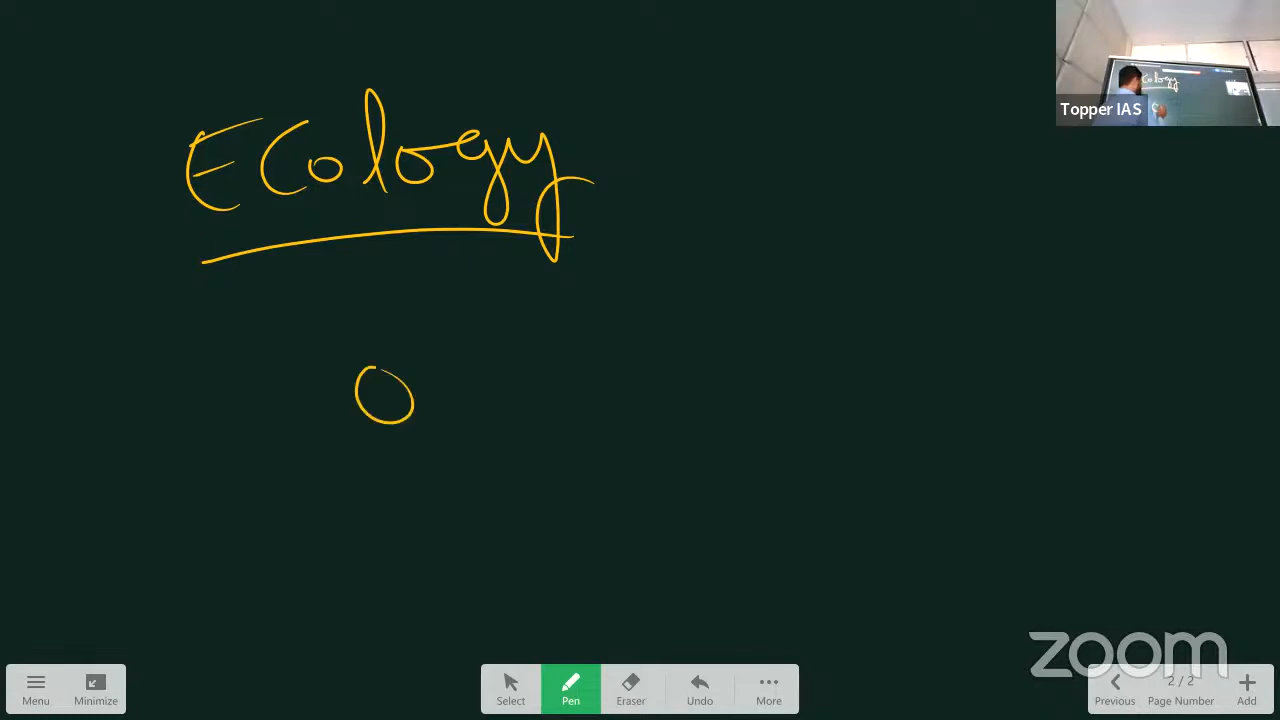 Ecology
O
Topper IAS
zoom
Menu
Minimize
Select
Pen
Eraser
Undo
More
Previous
2 / 2
Page Number
Add